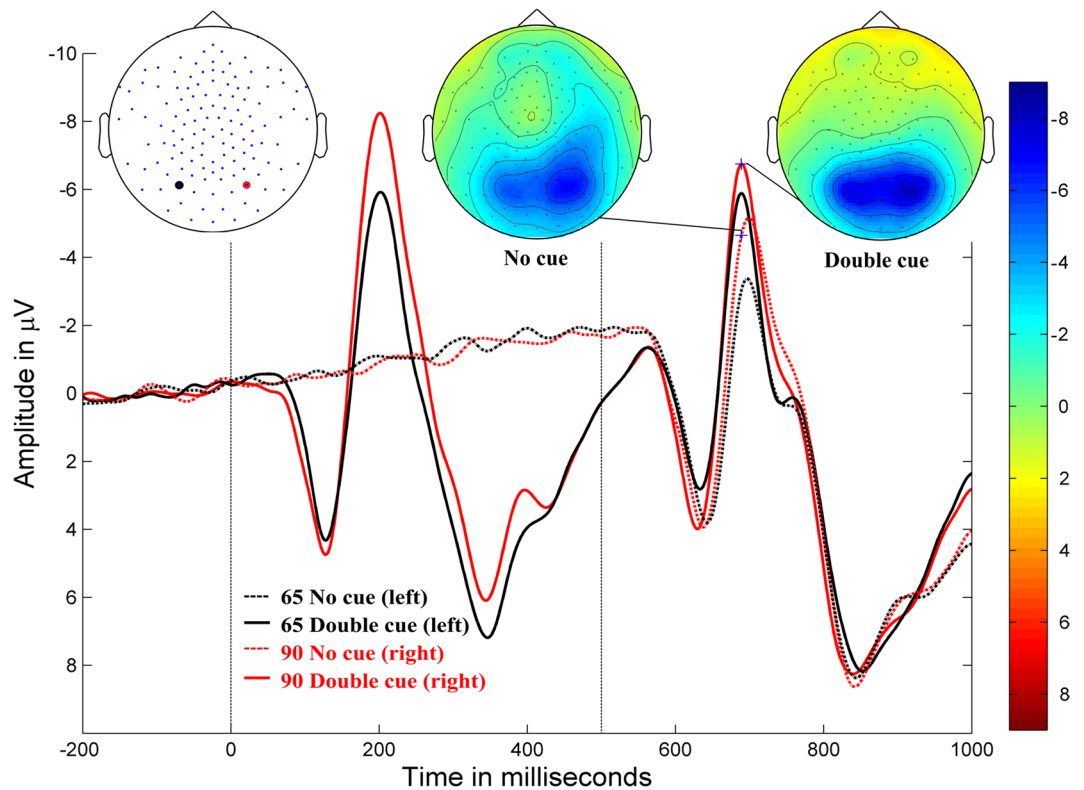 No cue
Double cue
-10
-8
-6
-4
-2
0
2
4
6
8
Amplitude in µV
65 No cue (left)
65 Double cue (left)
90 No cue (right)
90 Double cue (right)
-200 0 200 400 600 800 1000
Time in milliseconds
-8
-6
-4
-2
0
2
4
6
8